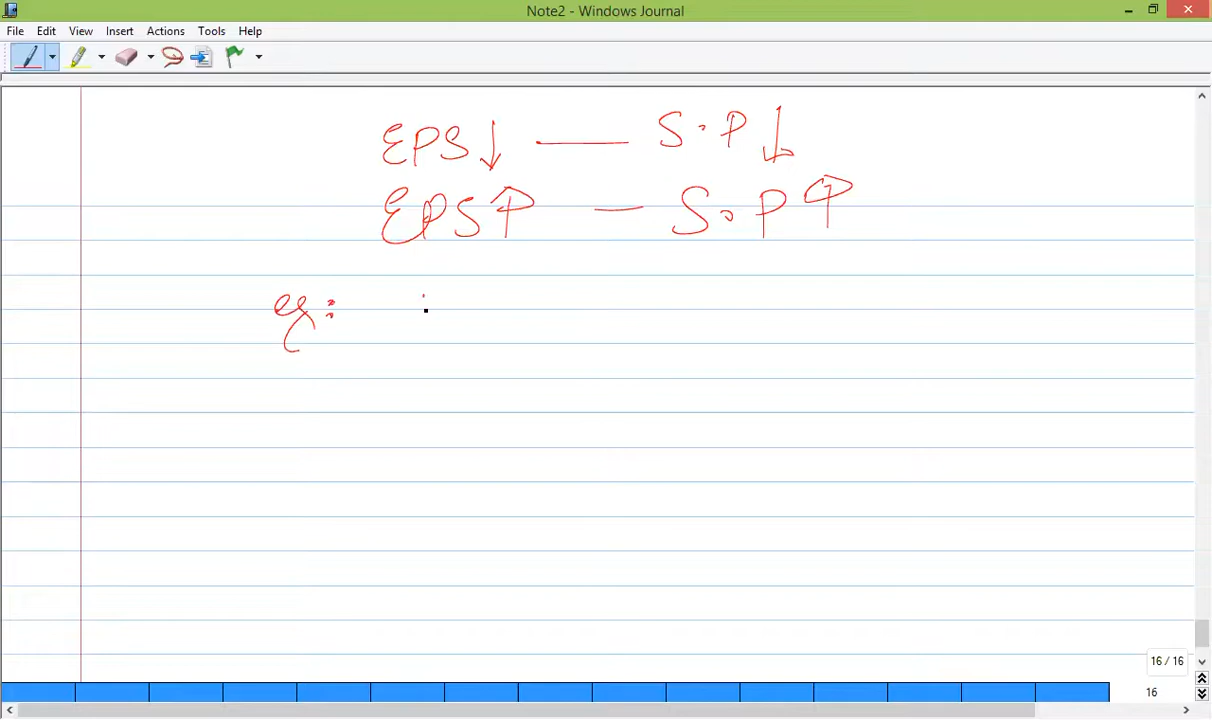 Note2 - Windows Journal
File Edit View Insert Actions Tools Help
EPS↓ — S.P↓
EPS↑ — S.P↑
eg:
16 / 16
16